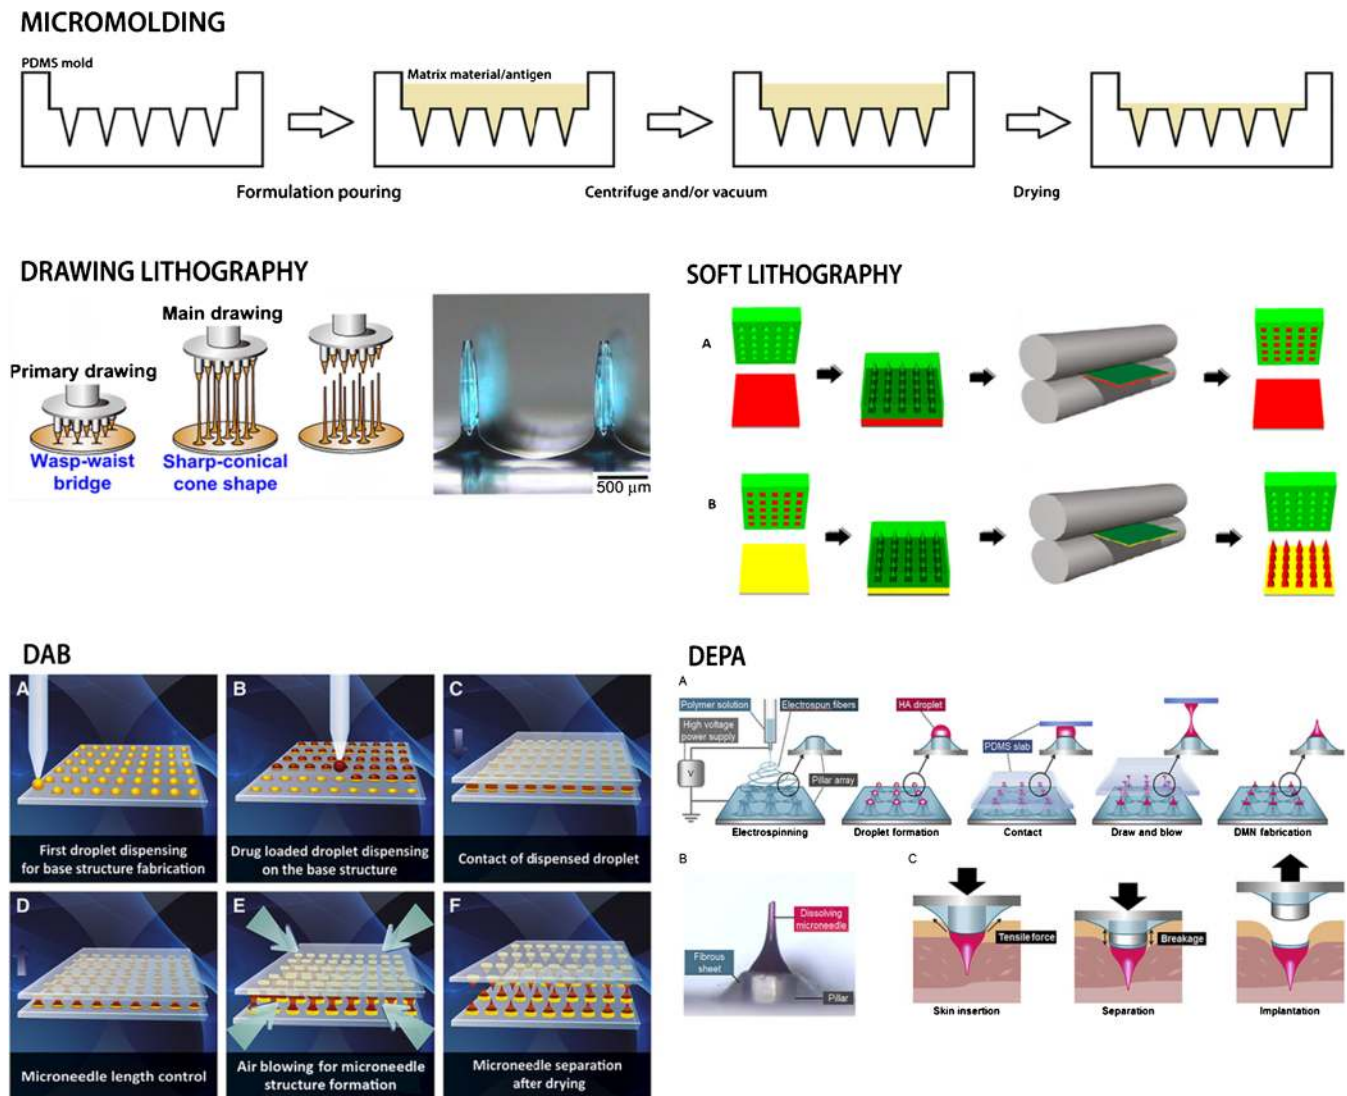 MICROMOLDING
PDMS mold
Matrix material/antigen
Formulation pouring
Centrifuge and/or vacuum
Drying
DRAWING LITHOGRAPHY
Primary drawing
Main drawing
Wasp-waist
bridge
Sharp-conical
cone shape
500 μm
SOFT LITHOGRAPHY
A
B
DAB
A
First droplet dispensing
for base structure fabrication
B
Drug loaded droplet dispensing
on the base structure
C
Contact of dispensed droplet
D
Microneedle length control
E
Air blowing for microneedle
structure formation
F
Microneedle separation
after drying
DEPA
A
Polymer solution
Electrospun fibers
High voltage
power supply
V
Pillar array
Electrospinning
HA droplet
Droplet formation
PDMS slab
Contact
Draw and blow
DMN fabrication
B
Dissolving
microneedle
Fibrous
sheet
Pillar
C
Tensile force
Skin insertion
Breakage
Separation
Implantation